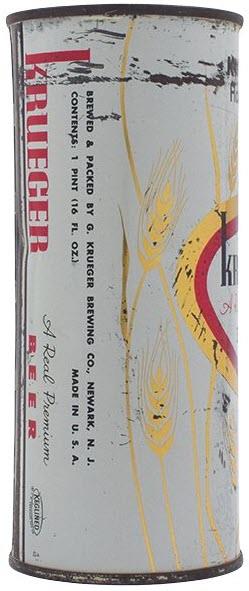 KRUEGER
A Real Premium
BEER
BREWED & PACKED BY G. KRUEGER BREWING CO., NEWARK, N. J.
CONTENTS: 1 PINT (16 FL. OZ.) MADE IN U. S. A.
KEGLINED